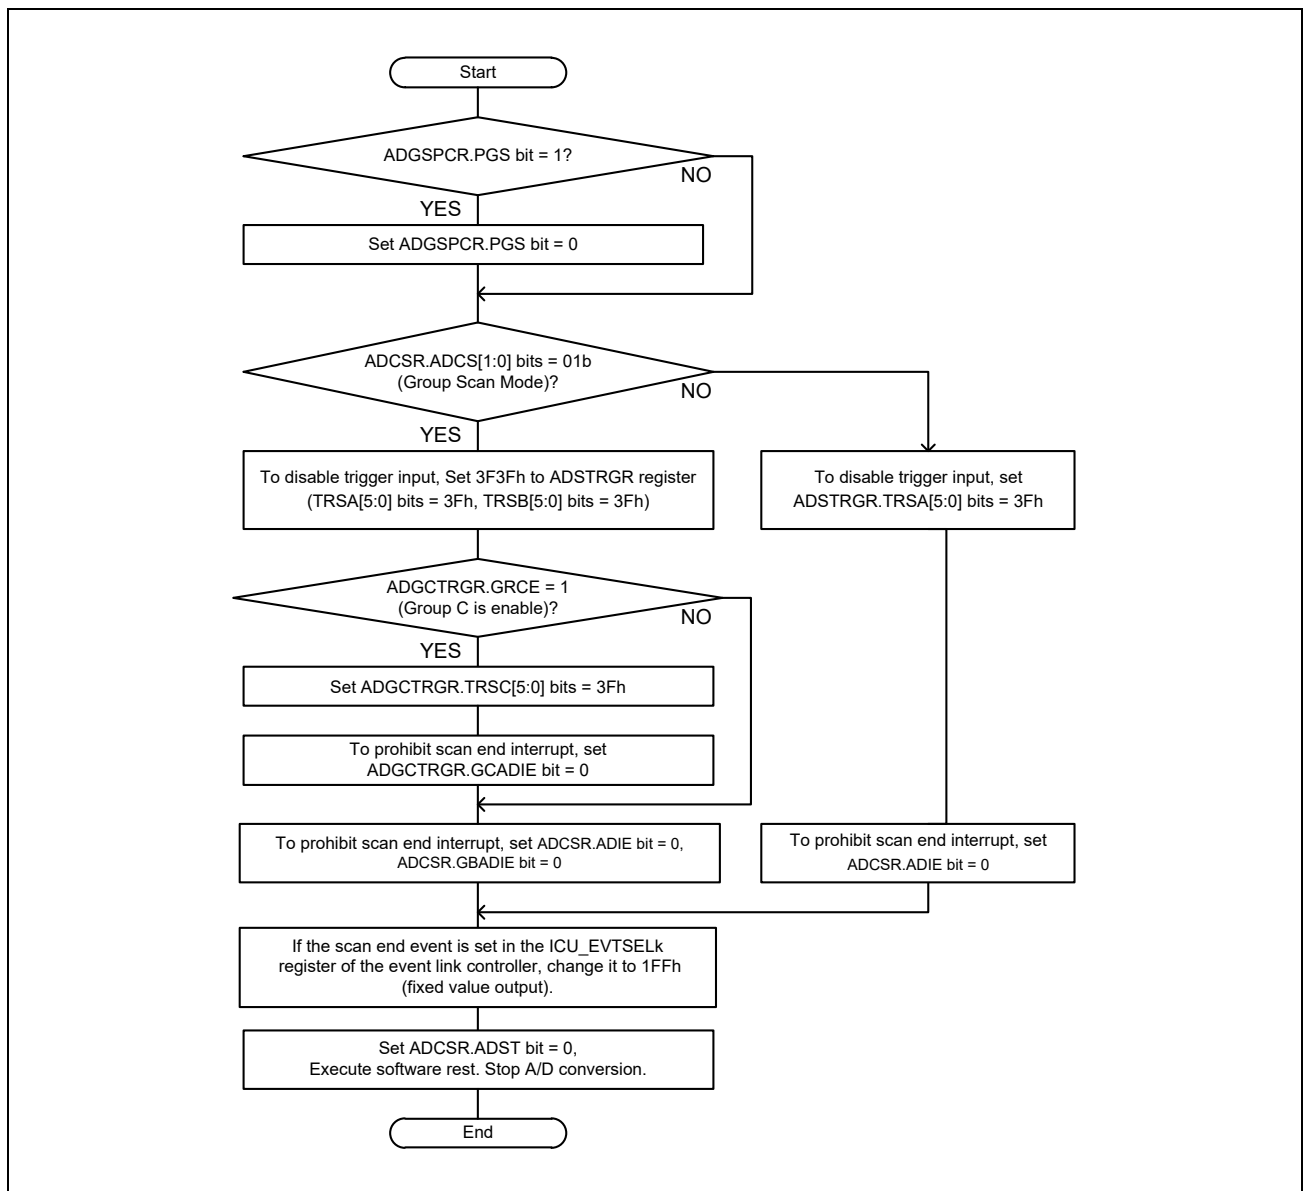 Start
ADGSPCR.PGS bit = 1?
NO
YES
Set ADGSPCR.PGS bit = 0
ADCSR.ADCS[1:0] bits = 01b
(Group Scan Mode)?
NO
YES
To disable trigger input, Set 3F3Fh to ADSTRGR register
(TRSA[5:0] bits = 3Fh, TRSB[5:0] bits = 3Fh)
To disable trigger input, set
ADSTRGR.TRSA[5:0] bits = 3Fh
ADGCTRGR.GRCE = 1
(Group C is enable)?
NO
YES
Set ADGCTRGR.TRSC[5:0] bits = 3Fh
To prohibit scan end interrupt, set
ADGCTRGR.GCADIE bit = 0
To prohibit scan end interrupt, set ADCSR.ADIE bit = 0,
ADCSR.GBADIE bit = 0
To prohibit scan end interrupt, set
ADCSR.ADIE bit = 0
If the scan end event is set in the ICU_EVTSELk
register of the event link controller, change it to 1FFh
(fixed value output).
Set ADCSR.ADST bit = 0,
Execute software rest. Stop A/D conversion.
End